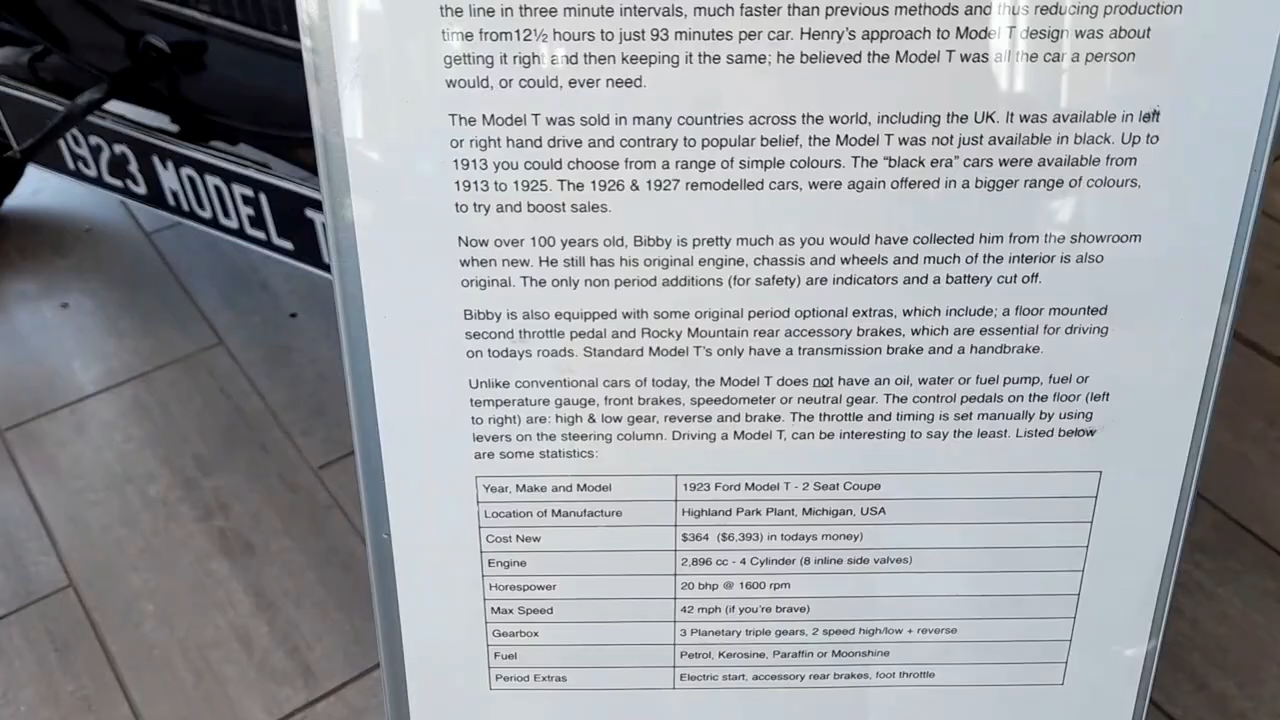 the line in three minute intervals, much faster than previous methods and thus reducing production
time from12½ hours to just 93 minutes per car. Henry's approach to Model T design was about
getting it right and then keeping it the same; he believed the Model T was all the car a person
would, or could, ever need.
The Model T was sold in many countries across the world, including the UK. It was available in left
or right hand drive and contrary to popular belief, the Model T was not just available in black. Up to
1913 you could choose from a range of simple colours. The “black era” cars were available from
1913 to 1925. The 1926 & 1927 remodelled cars, were again offered in a bigger range of colours,
to try and boost sales.
Now over 100 years old, Bibby is pretty much as you would have collected him from the showroom
when new. He still has his original engine, chassis and wheels and much of the interior is also
original. The only non period additions (for safety) are indicators and a battery cut off.
Bibby is also equipped with some original period optional extras, which include; a floor mounted
second throttle pedal and Rocky Mountain rear accessory brakes, which are essential for driving
on todays roads. Standard Model T's only have a transmission brake and a handbrake.
Unlike conventional cars of today, the Model T does not have an oil, water or fuel pump, fuel or
temperature gauge, front brakes, speedometer or neutral gear. The control pedals on the floor (left
to right) are: high & low gear, reverse and brake. The throttle and timing is set manually by using
levers on the steering column. Driving a Model T, can be interesting to say the least. Listed below
are some statistics:
Year, Make and Model 1923 Ford Model T - 2 Seat Coupe
Location of Manufacture Highland Park Plant, Michigan, USA
Cost New $364 ($6,393) in todays money)
Engine 2,896 cc - 4 Cylinder (8 inline side valves)
Horespower 20 bhp @ 1600 rpm
Max Speed 42 mph (if you're brave)
Gearbox 3 Planetary triple gears, 2 speed high/low + reverse
Fuel Petrol, Kerosine, Paraffin or Moonshine
Period Extras Electric start, accessory rear brakes, foot throttle
1923 MODEL T